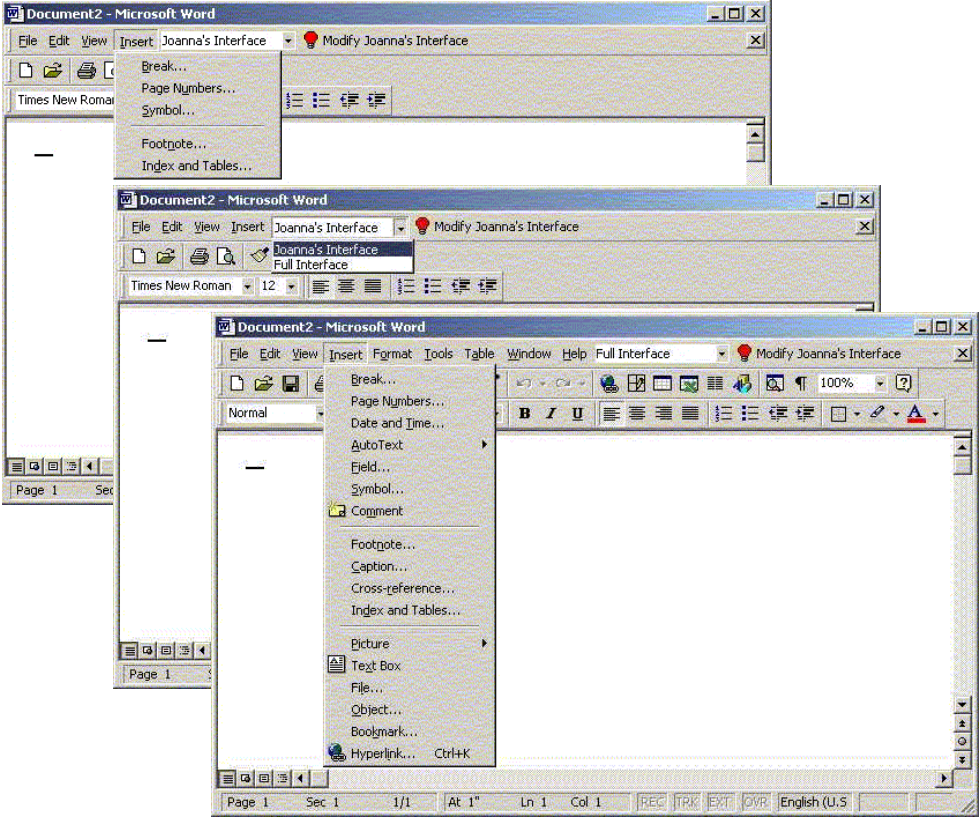 Document2 - Microsoft Word
File Edit View Insert Joanna's Interface Modify Joanna's Interface
Times New Roman
Break...
Page Numbers...
Symbol...
Footnote...
Index and Tables...
Page 1 Sec
Document2 - Microsoft Word
File Edit View Insert Joanna's Interface Modify Joanna's Interface
Joanna's Interface
Full Interface
Times New Roman 12
Page 1
Document2 - Microsoft Word
File Edit View Insert Format Tools Table Window Help Full Interface Modify Joanna's Interface
100%
Normal B I U A
Break...
Page Numbers...
Date and Time...
AutoText
Field...
Symbol...
Comment
Footnote...
Caption...
Cross-reference...
Index and Tables...
Picture
Text Box
File...
Object...
Bookmark...
Hyperlink... Ctrl+K
Page 1 Sec 1 1/1 At 1" Ln 1 Col 1 REC TRK EXT OVR English (U.S